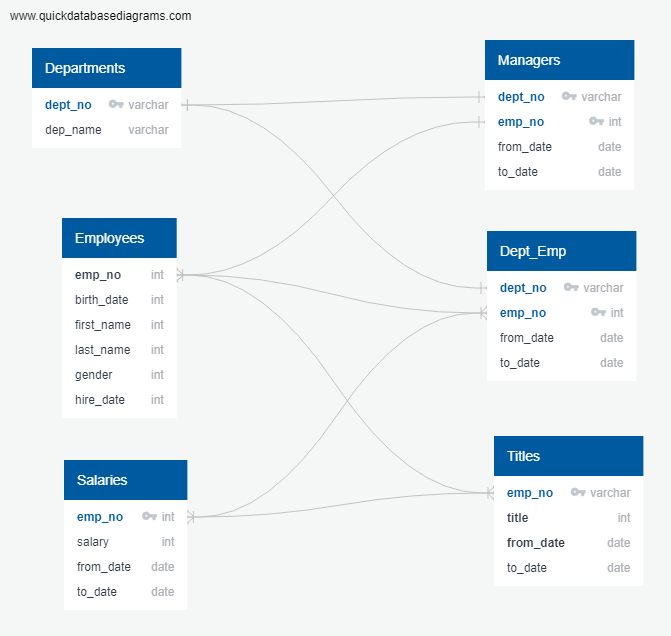 www.quickdatabasediagrams.com
Departments
dept_no varchar
dep_name varchar
Managers
dept_no varchar
emp_no int
from_date date
to_date date
Employees
emp_no int
birth_date int
first_name int
last_name int
gender int
hire_date int
Dept_Emp
dept_no varchar
emp_no int
from_date date
to_date date
Salaries
emp_no int
salary int
from_date date
to_date date
Titles
emp_no varchar
title int
from_date date
to_date date